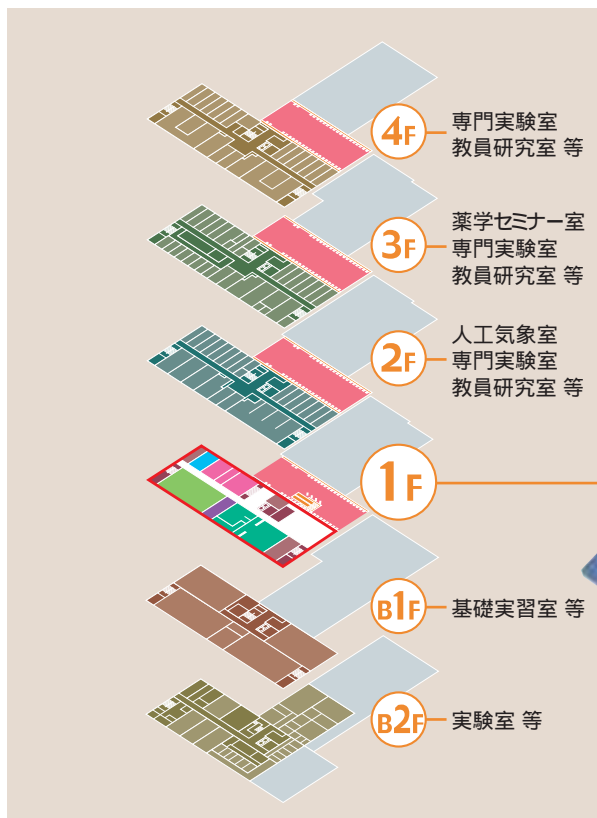 4F
専門実験室
教員研究室 等
3F
薬学セミナー室
専門実験室
教員研究室 等
2F
人工気象室
専門実験室
教員研究室 等
1F
B1F
基礎実習室 等
B2F
実験室 等